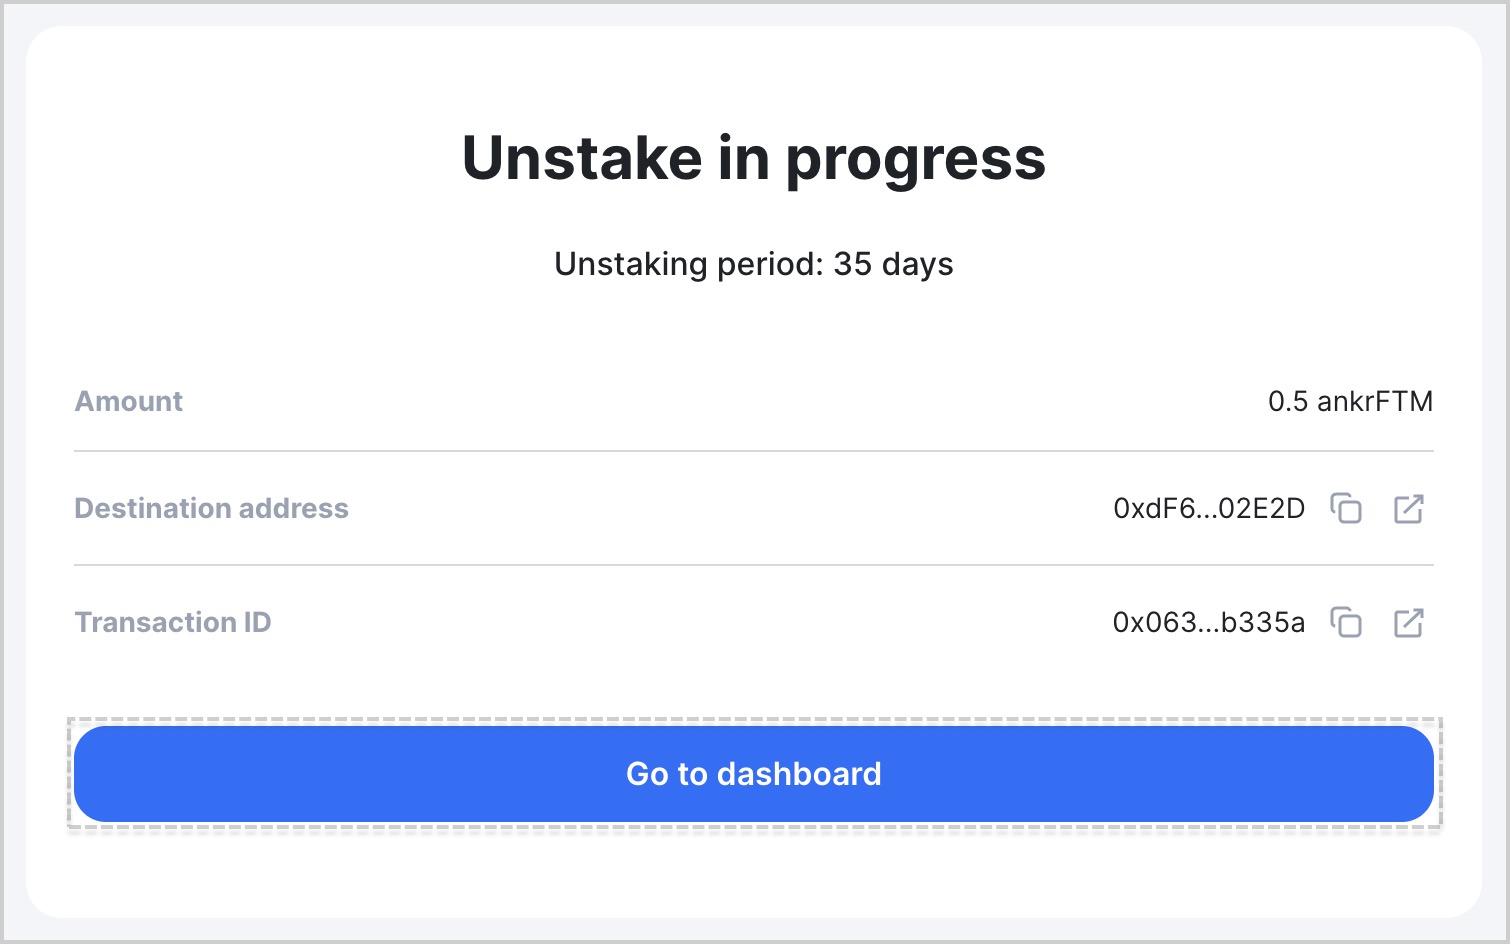 Unstake in progress
Unstaking period: 35 days
Amount 0.5 ankrFTM
Destination address 0xdF6...02E2D
Transaction ID 0x063...b335a
Go to dashboard